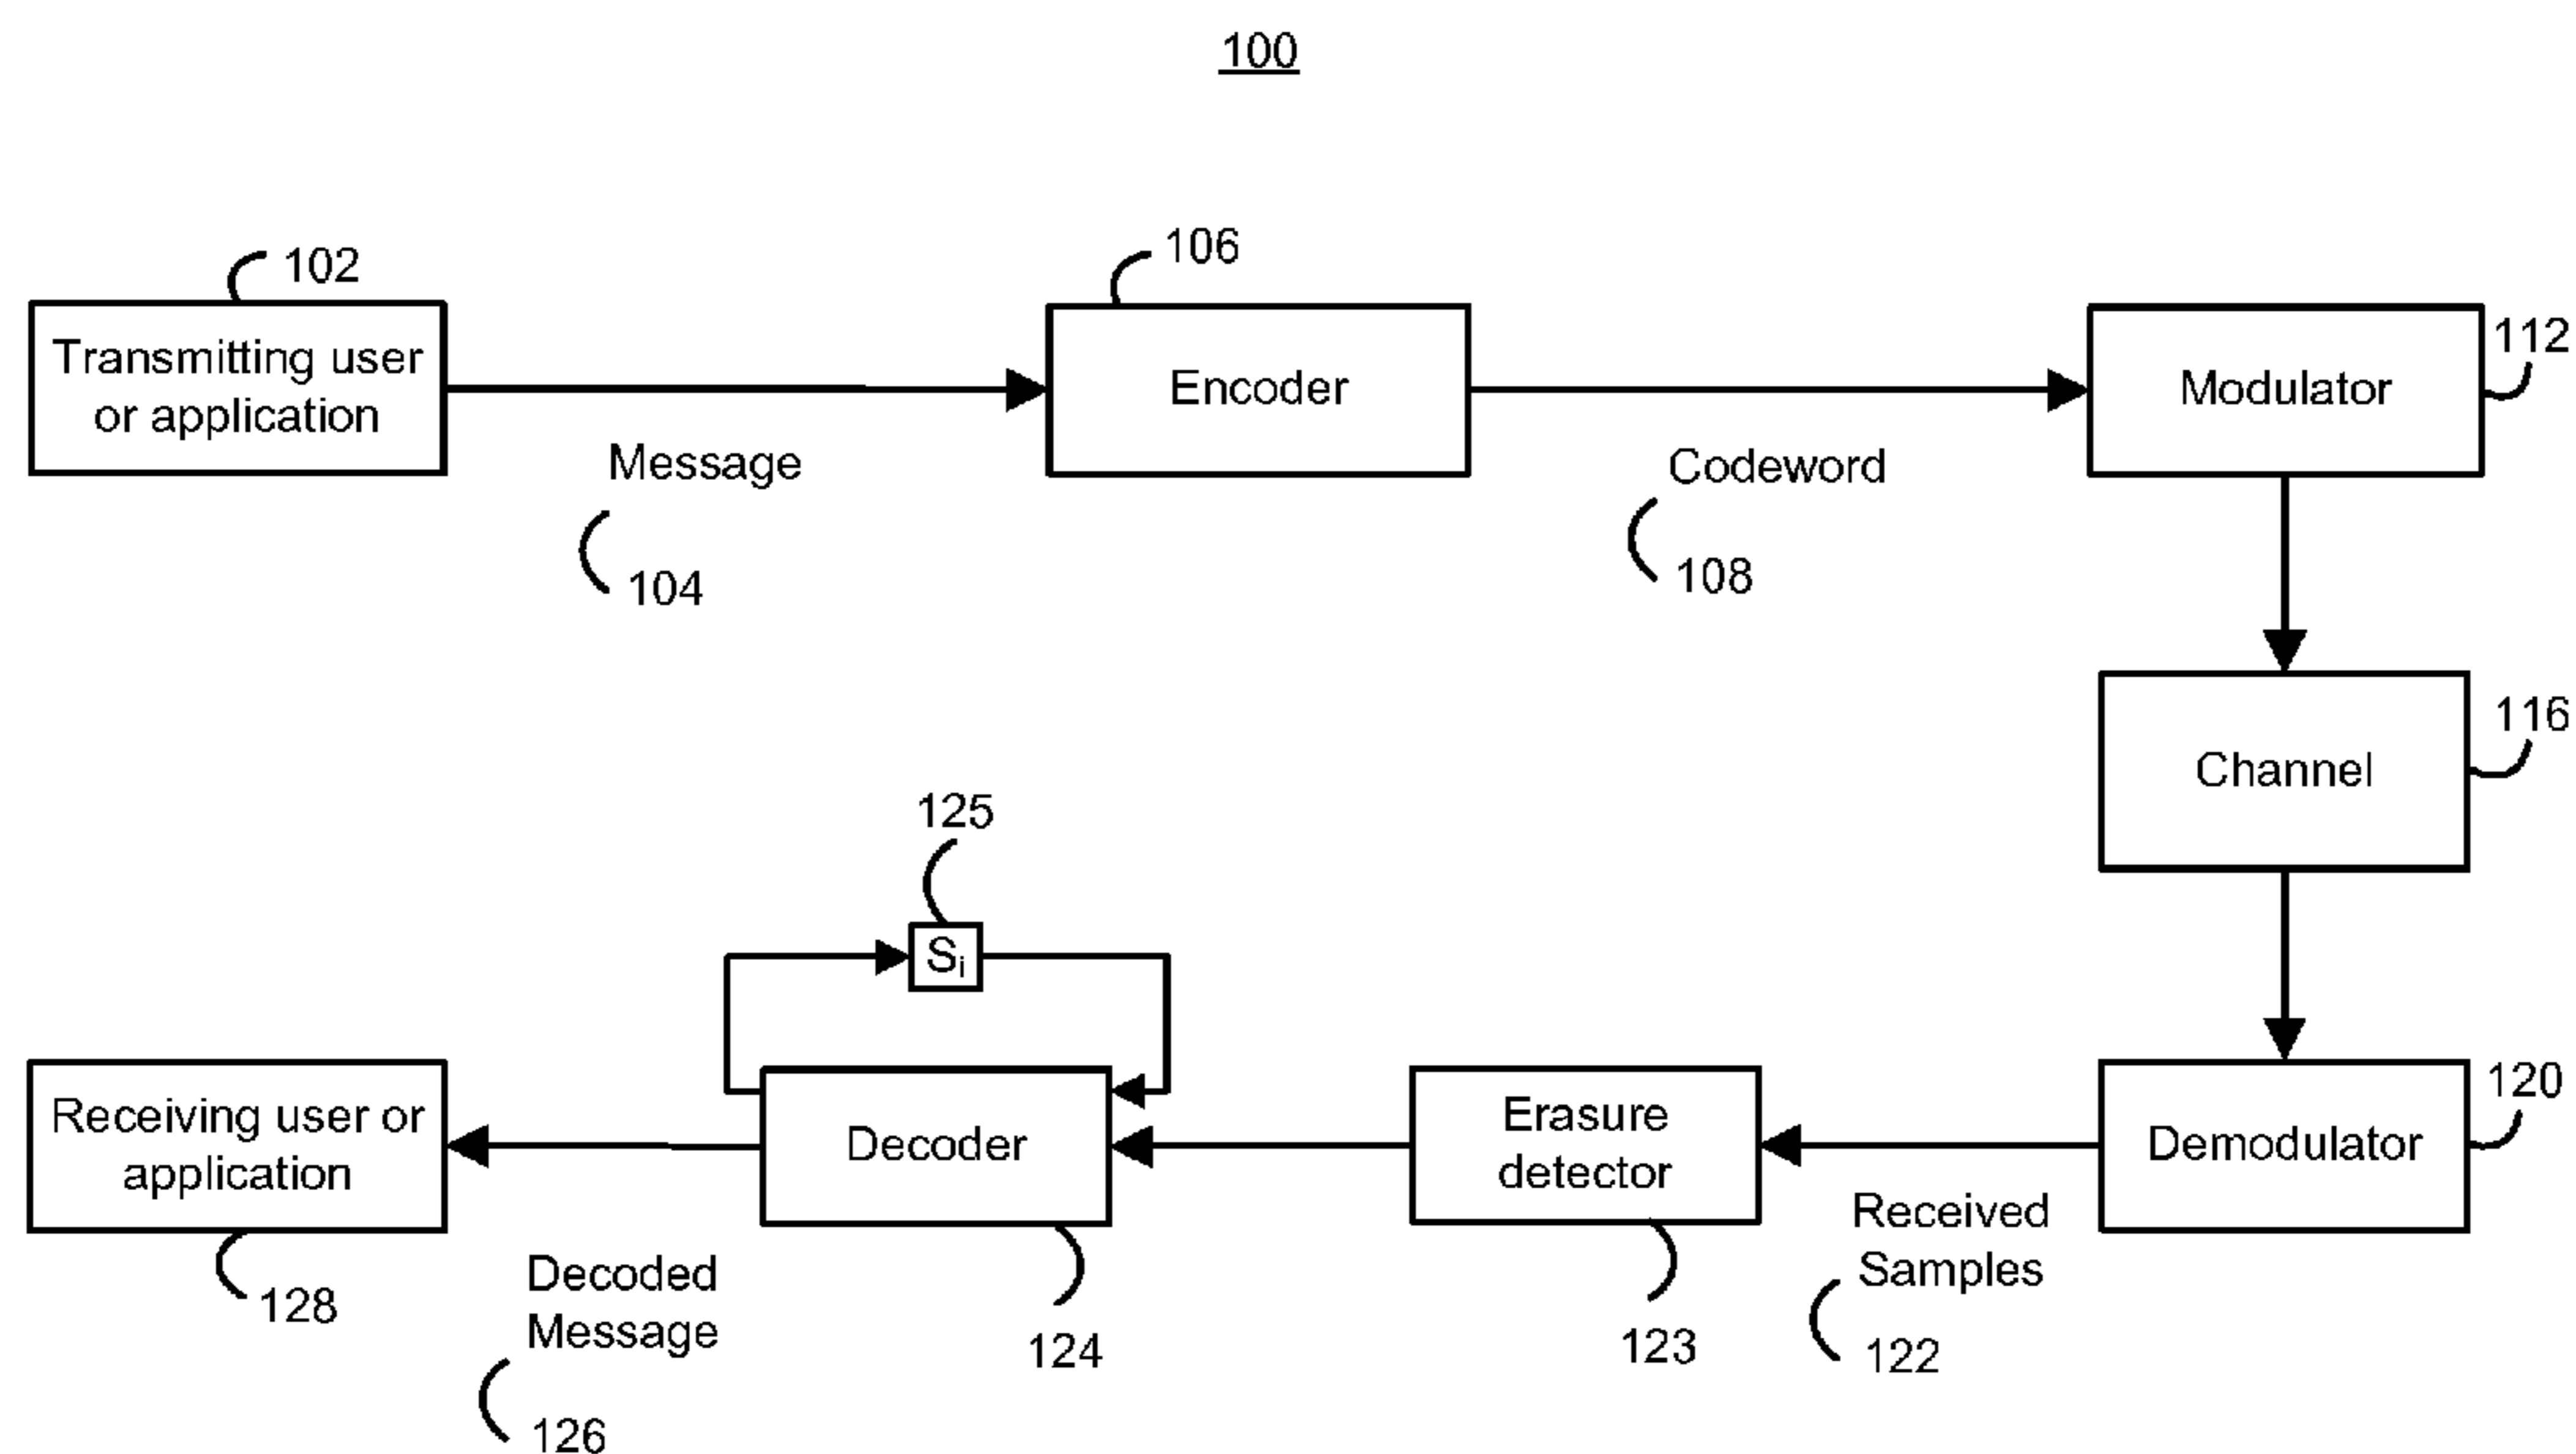 100
102
106
112
Transmitting user
or application
Encoder
Modulator
Message
104
Codeword
108
116
Channel
125
Si
120
Receiving user or
application
Decoder
Erasure
detector
Demodulator
Received
Samples
122
128
Decoded
Message
126
124
123